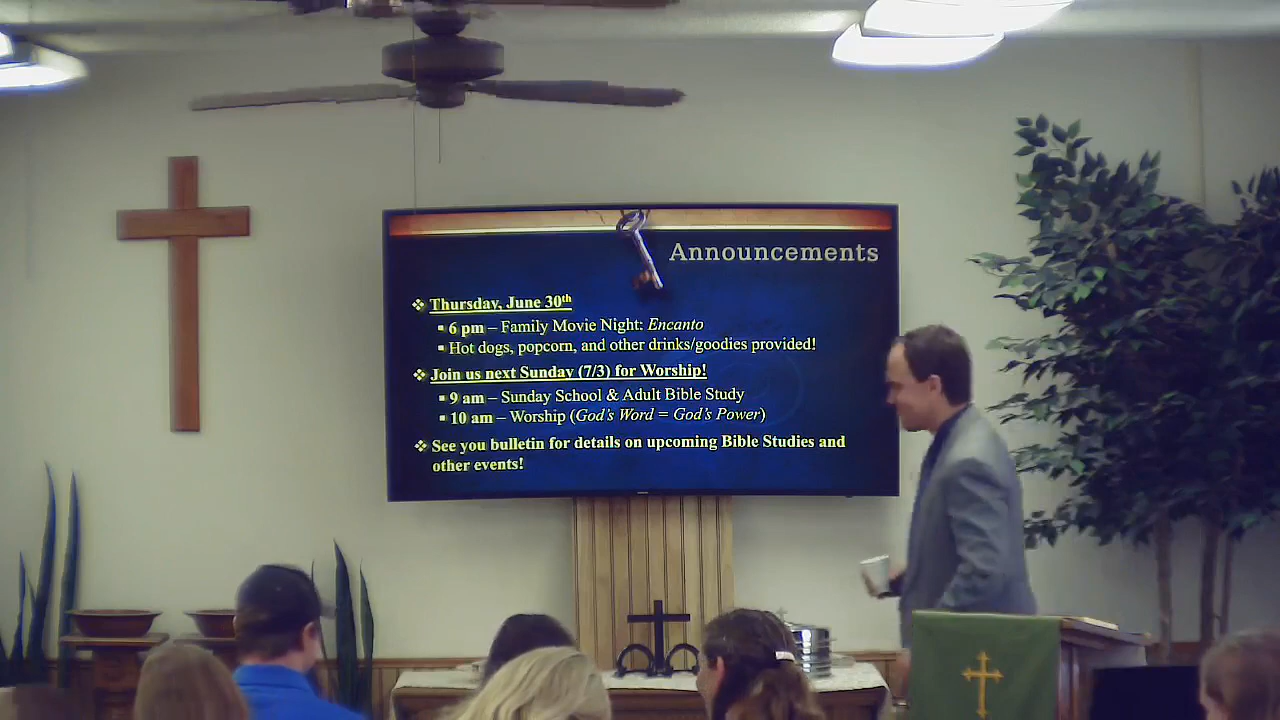 Announcements
❖ Thursday, June 30th
▪ 6 pm – Family Movie Night: Encanto
▪ Hot dogs, popcorn, and other drinks/goodies provided!
❖ Join us next Sunday (7/3) for Worship!
▪ 9 am – Sunday School & Adult Bible Study
▪ 10 am – Worship (God's Word = God's Power)
❖ See you bulletin for details on upcoming Bible Studies and
other events!